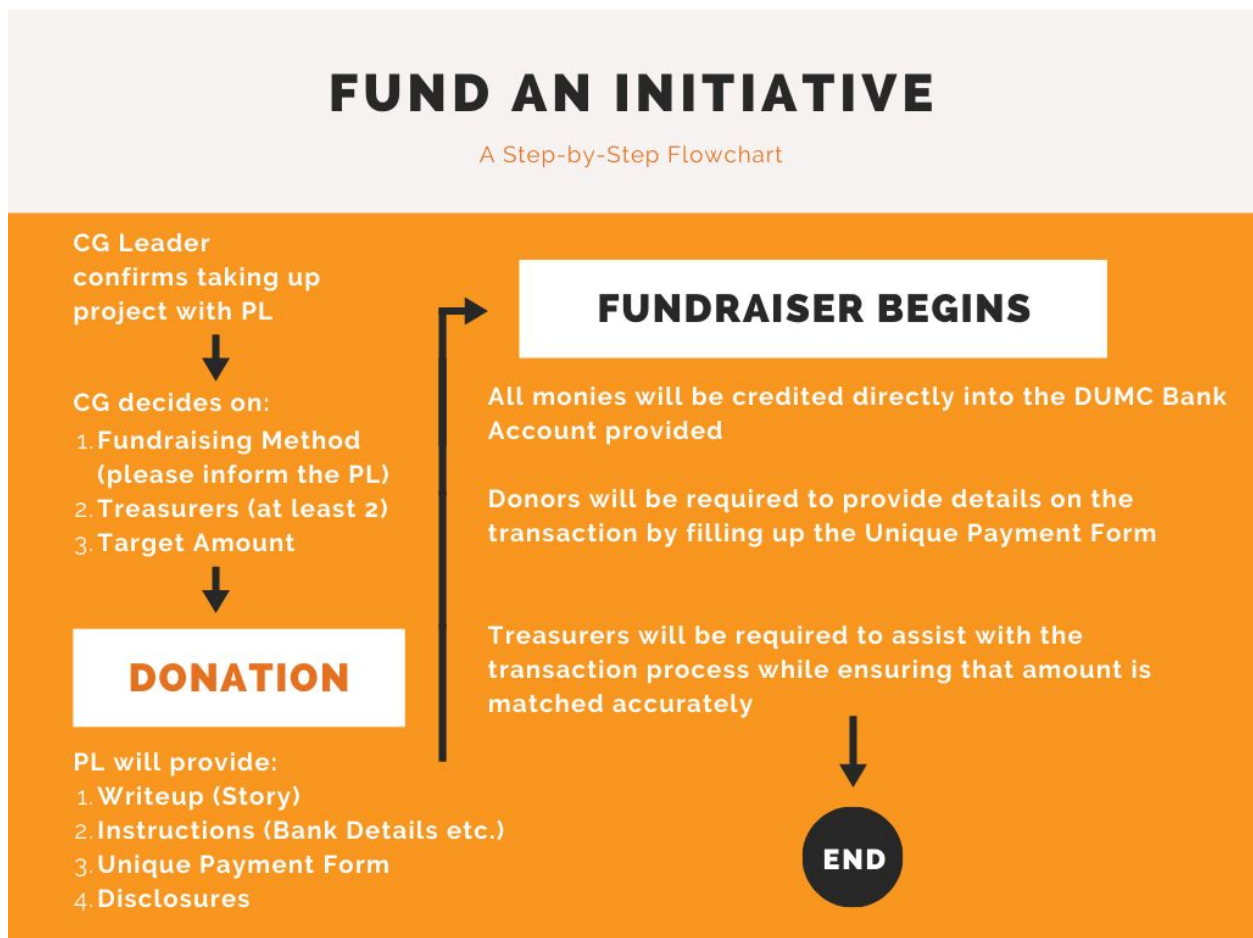 FUND AN INITIATIVE
A Step-by-Step Flowchart
CG Leader
confirms taking up
project with PL
CG decides on:
1. Fundraising Method
(please inform the PL)
2. Treasurers (at least 2)
3. Target Amount
DONATION
PL will provide:
1. Writeup (Story)
2. Instructions (Bank Details etc.)
3. Unique Payment Form
4. Disclosures
FUNDRAISER BEGINS
All monies will be credited directly into the DUMC Bank
Account provided
Donors will be required to provide details on the
transaction by filling up the Unique Payment Form
Treasurers will be required to assist with the
transaction process while ensuring that amount is
matched accurately
END